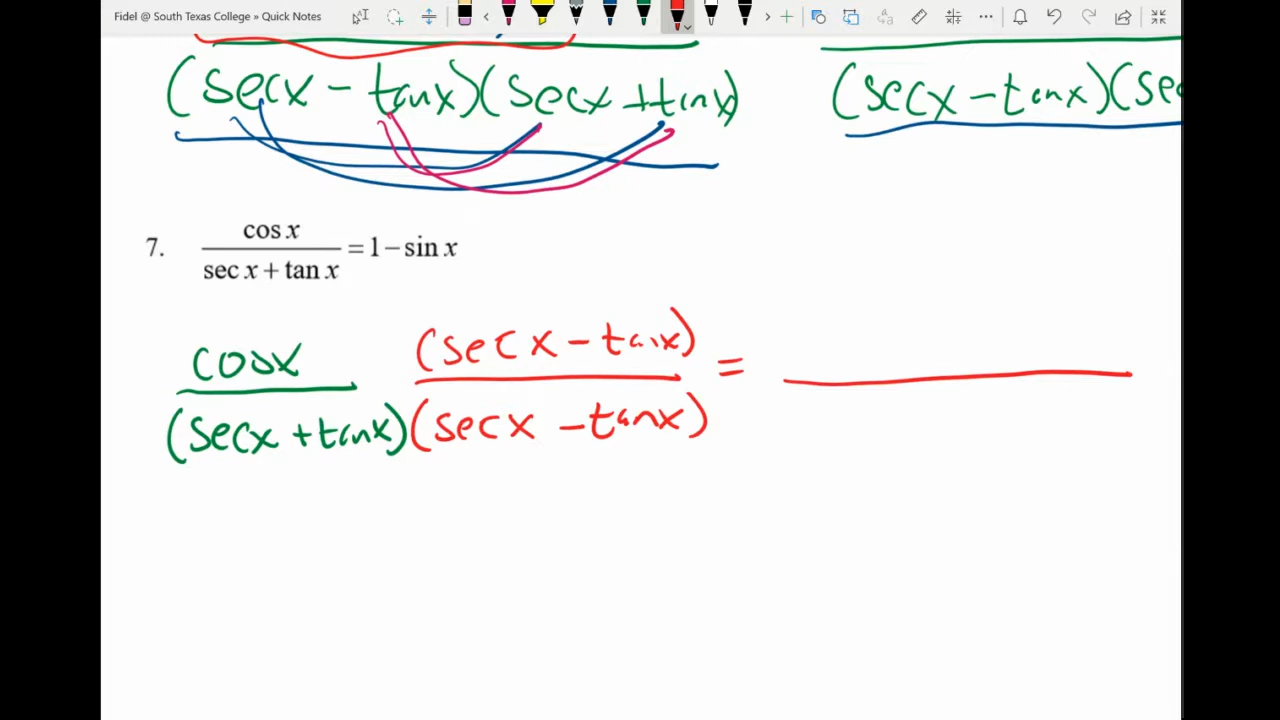 Fidel @ South Texas College » Quick Notes
(secx - tanx)(secx + tanx) (secx - tanx)(sec
7. cos x / sec x + tan x = 1 - sin x
cosx (secx - tanx) =
(secx + tanx)(secx - tanx)